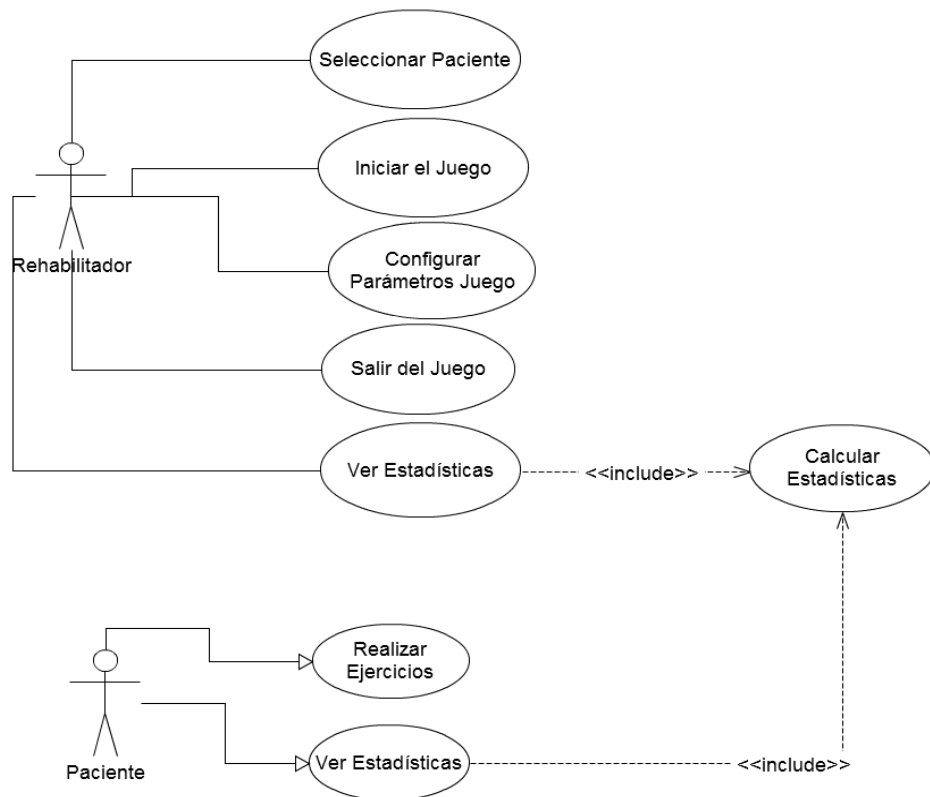 Seleccionar Paciente
Iniciar el Juego
Rehabilitador
Configurar
Parámetros Juego
Salir del Juego
Ver Estadísticas
<<include>>
Calcular
Estadísticas
Realizar
Ejercicios
Paciente
Ver Estadísticas
<<include>>